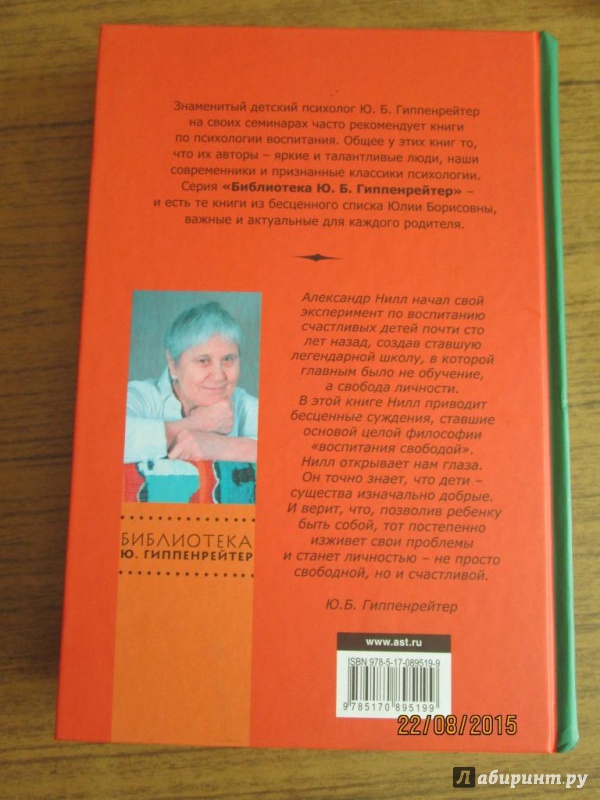 Знаменитый детский психолог Ю. Б. Гиппенрейтер
на своих семинарах часто рекомендует книги
по психологии воспитания. Общее у этих книг то,
что их авторы – яркие и талантливые люди, наши
современники и признанные классики психологии.
Серия «Библиотека Ю. Б. Гиппенрейтер» –
и есть те книги из бесценного списка Юлии Борисовны,
важные и актуальные для каждого родителя.
Александр Нилл начал свой
эксперимент по воспитанию
счастливых детей почти сто
лет назад, создав ставшую
легендарной школу, в которой
главным было не обучение,
а свобода личности.
В этой книге Нилл приводит
бесценные суждения, ставшие
основой целой философии
«воспитания свободой».
Нилл открывает нам глаза.
Он точно знает, что дети –
существа изначально добрые.
И верит, что, позволив ребенку
быть собой, тот постепенно
изживет свои проблемы
и станет личностью – не просто
свободной, но и счастливой.
Ю.Б. Гиппенрейтер
БИБЛИОТЕКА
Ю. ГИППЕНРЕЙТЕР
www.ast.ru
ISBN 978-5-17-089519-9
9785170895199
22/08/2015
Лабиринт.ру